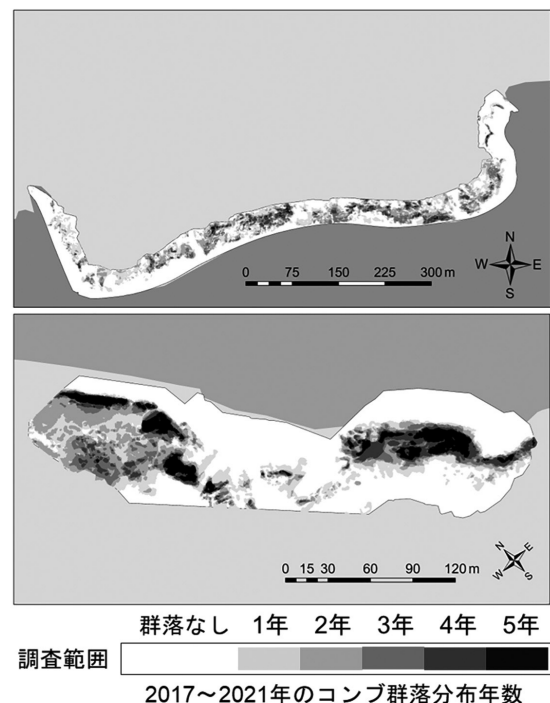 N
W E
S
0 75 150 225 300 m
0 15 30 60 90 120 m
N E
W S
群落なし 1年 2年 3年 4年 5年
調査範囲
2017～2021年のコンブ群落分布年数